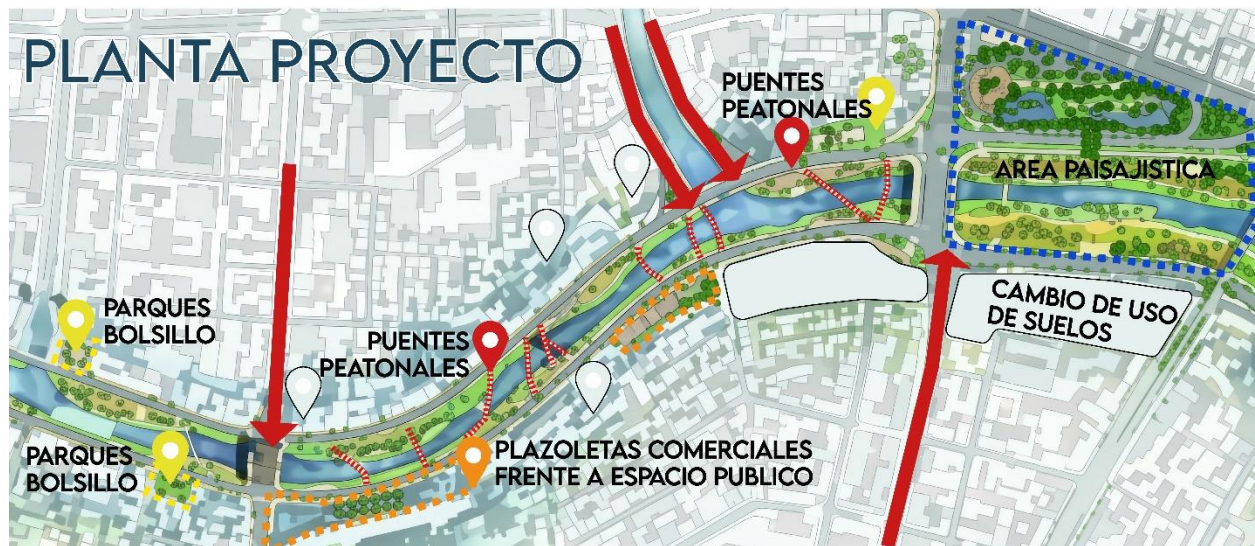 PLANTA PROYECTO
PUENTES
PEATONALES
AREA PAISAJISTICA
CAMBIO DE USO
DE SUELOS
PARQUES
BOLSILLO
PUENTES
PEATONALES
PARQUES
BOLSILLO
PLAZOLETAS COMERCIALES
FRENTE A ESPACIO PUBLICO